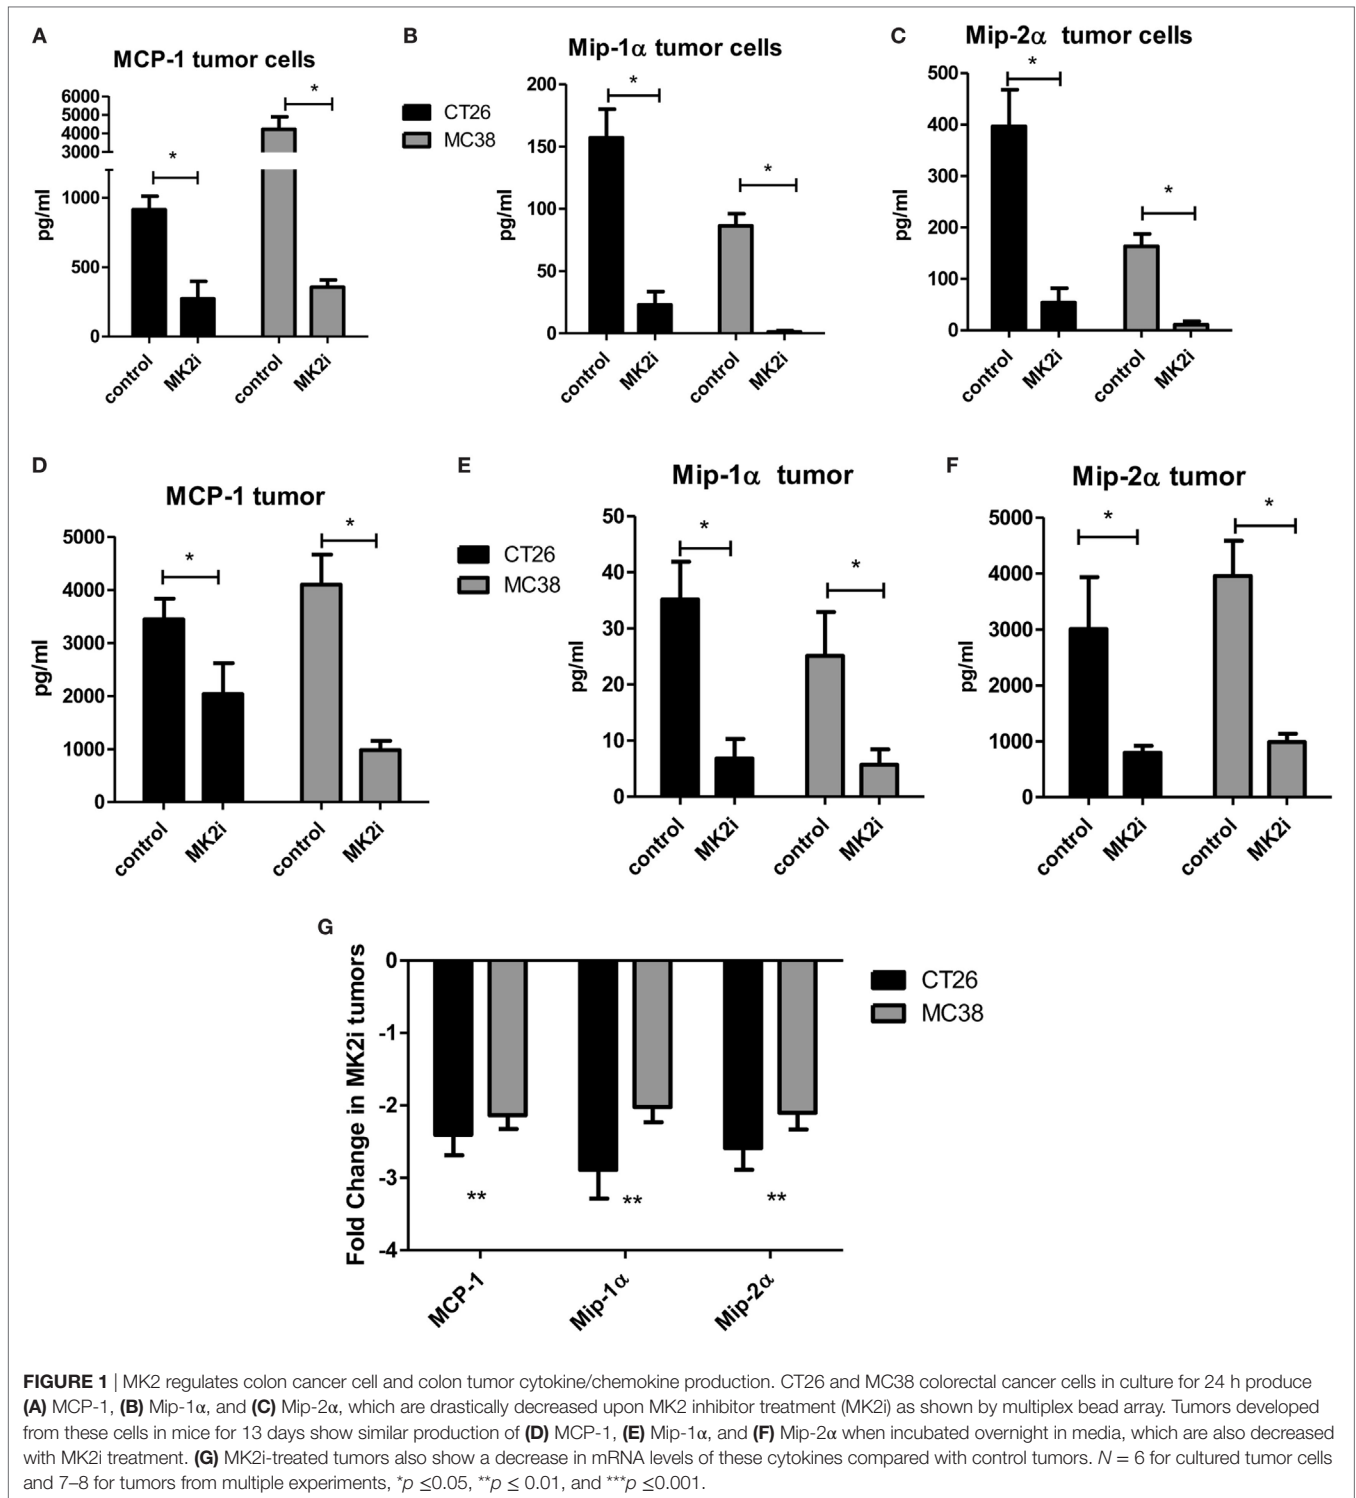 A
MCP-1 tumor cells
6000
5000
4000
3000
1000
500
0
pg/ml
*
*
control
MK2i
control
MK2i
CT26
MC38
B
Mip-1α tumor cells
200
150
100
50
0
pg/ml
*
*
control
MK2i
control
MK2i
C
Mip-2α tumor cells
500
400
300
200
100
0
pg/ml
*
*
control
MK2i
control
MK2i
D
MCP-1 tumor
5000
4000
3000
2000
1000
0
pg/ml
*
*
control
MK2i
control
MK2i
CT26
MC38
E
Mip-1α tumor
50
40
30
20
10
0
pg/ml
*
*
control
MK2i
control
MK2i
F
Mip-2α tumor
5000
4000
3000
2000
1000
0
pg/ml
*
*
control
MK2i
control
MK2i
G
Fold Change in MK2i tumors
0
-1
-2
-3
-4
**
**
**
MCP-1
Mip-1α
Mip-2α
CT26
MC38
FIGURE 1 | MK2 regulates colon cancer cell and colon tumor cytokine/chemokine production. CT26 and MC38 colorectal cancer cells in culture for 24 h produce
(A) MCP-1, (B) Mip-1α, and (C) Mip-2α, which are drastically decreased upon MK2 inhibitor treatment (MK2i) as shown by multiplex bead array. Tumors developed
from these cells in mice for 13 days show similar production of (D) MCP-1, (E) Mip-1α, and (F) Mip-2α when incubated overnight in media, which are also decreased
with MK2i treatment. (G) MK2i-treated tumors also show a decrease in mRNA levels of these cytokines compared with control tumors. N = 6 for cultured tumor cells
and 7–8 for tumors from multiple experiments, *p ≤0.05, **p ≤ 0.01, and ***p ≤0.001.